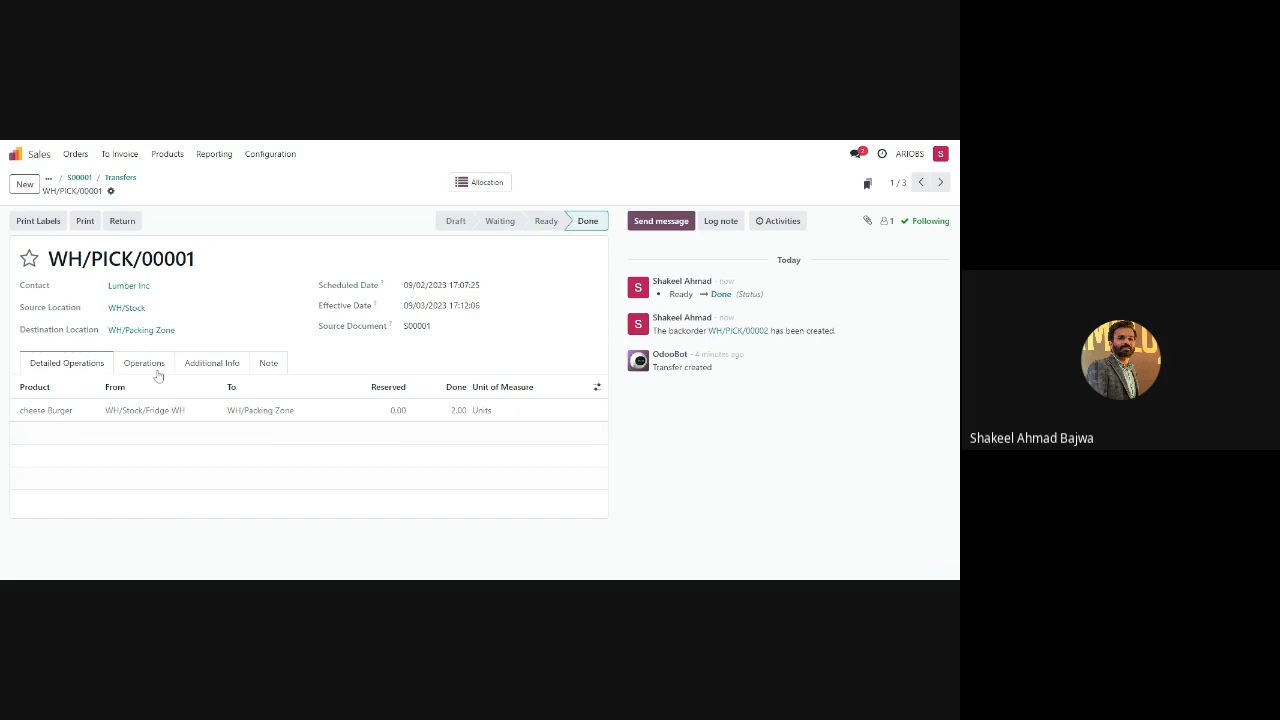 Sales Orders To Invoice Products Reporting Configuration 2 ARIOBS S
New ... / S00001 / Transfers
WH/PICK/00001
Allocation
1 / 3
Print Labels Print Return Draft Waiting Ready Done Send message Log note Activities 1 Following
WH/PICK/00001
Contact Lumber Inc
Source Location WH/Stock
Destination Location WH/Packing Zone
Scheduled Date ? 09/02/2023 17:07:25
Effective Date ? 09/03/2023 17:12:06
Source Document ? S00001
Detailed Operations Operations Additional Info Note
Product From To Reserved Done Unit of Measure
cheese Burger WH/Stock/Fridge WH WH/Packing Zone 0.00 2.00 Units
Today
S Shakeel Ahmad - now
• Ready → Done (Status)
S Shakeel Ahmad - now
The backorder WH/PICK/00002 has been created.
OdooBot - 4 minutes ago
Transfer created
Shakeel Ahmad Bajwa